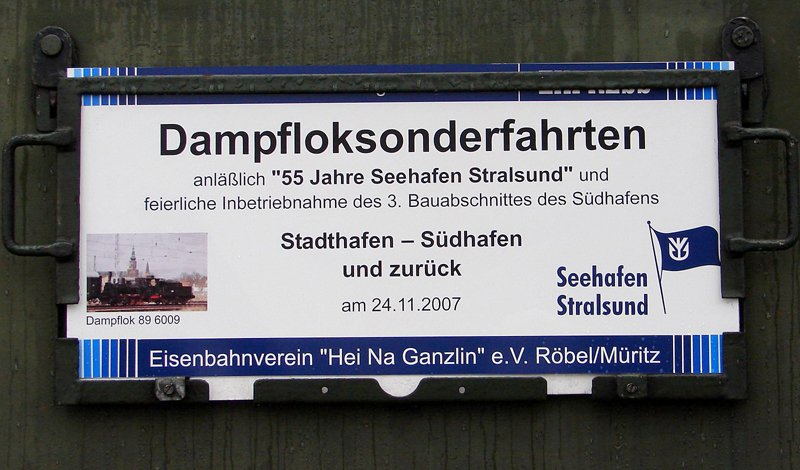 Dampfloksonderfahrten
anläßlich "55 Jahre Seehafen Stralsund" und
feierliche Inbetriebnahme des 3. Bauabschnittes des Südhafens
Stadthafen – Südhafen
und zurück
am 24.11.2007
Dampflok 89 6009
Seehafen
Stralsund
Eisenbahnverein "Hei Na Ganzlin" e.V. Röbel/Müritz